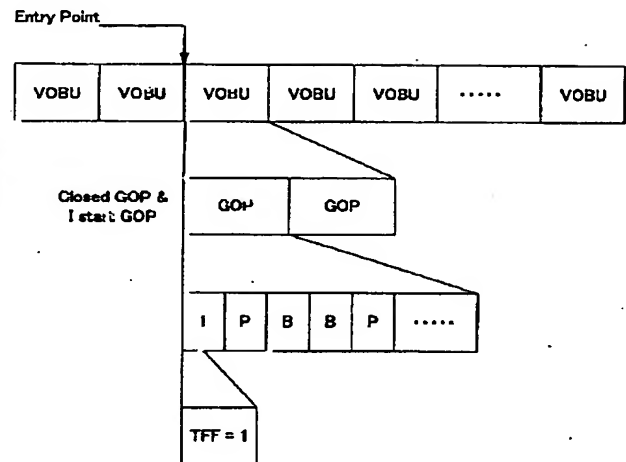 Entry Point
VOBU VOBU VOBU VOBU VOBU ····· VOBU
Closed GOP &
I start GOP
GOP GOP
I P B B P ·····
TFF = 1